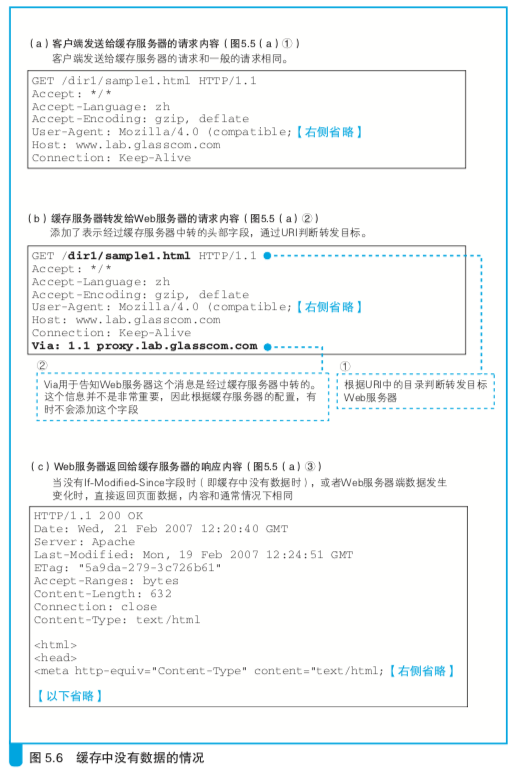 (a)客户端发送给缓存服务器的请求内容(图5.5(a)①)
客户端发送给缓存服务器的请求和一般的请求相同。
GET /dir1/sample1.html HTTP/1.1
Accept: */*
Accept-Language: zh
Accept-Encoding: gzip, deflate
User-Agent: Mozilla/4.0 (compatible;【右侧省略】
Host: www.lab.glasscom.com
Connection: Keep-Alive
(b)缓存服务器转发给Web服务器的请求内容(图5.5(a)②)
添加了表示经过缓存服务器中转的头部字段,通过URI判断转发目标。
GET /dir1/sample1.html HTTP/1.1
Accept: */*
Accept-Language: zh
Accept-Encoding: gzip, deflate
User-Agent: Mozilla/4.0 (compatible;【右侧省略】
Host: www.lab.glasscom.com
Connection: Keep-Alive
Via: 1.1 proxy.lab.glasscom.com
②
Via用于告知Web服务器这个消息是经过缓存服务器中转的。
这个信息并不是非常重要,因此根据缓存服务器的配置,有
时不会添加这个字段
①
根据URI中的目录判断转发目标
Web服务器
(c)Web服务器返回给缓存服务器的响应内容(图5.5(a)③)
当没有If-Modified-Since字段时(即缓存中没有数据时),或者Web服务器端数据发生
变化时,直接返回页面数据,内容和通常情况下相同
HTTP/1.1 200 OK
Date: Wed, 21 Feb 2007 12:20:40 GMT
Server: Apache
Last-Modified: Mon, 19 Feb 2007 12:24:51 GMT
ETag: "5a9da-279-3c726b61"
Accept-Ranges: bytes
Content-Length: 632
Connection: close
Content-Type: text/html
<html>
<head>
<meta http-equiv="Content-Type" content="text/html;【右侧省略】
【以下省略】
图 5.6 缓存中没有数据的情况